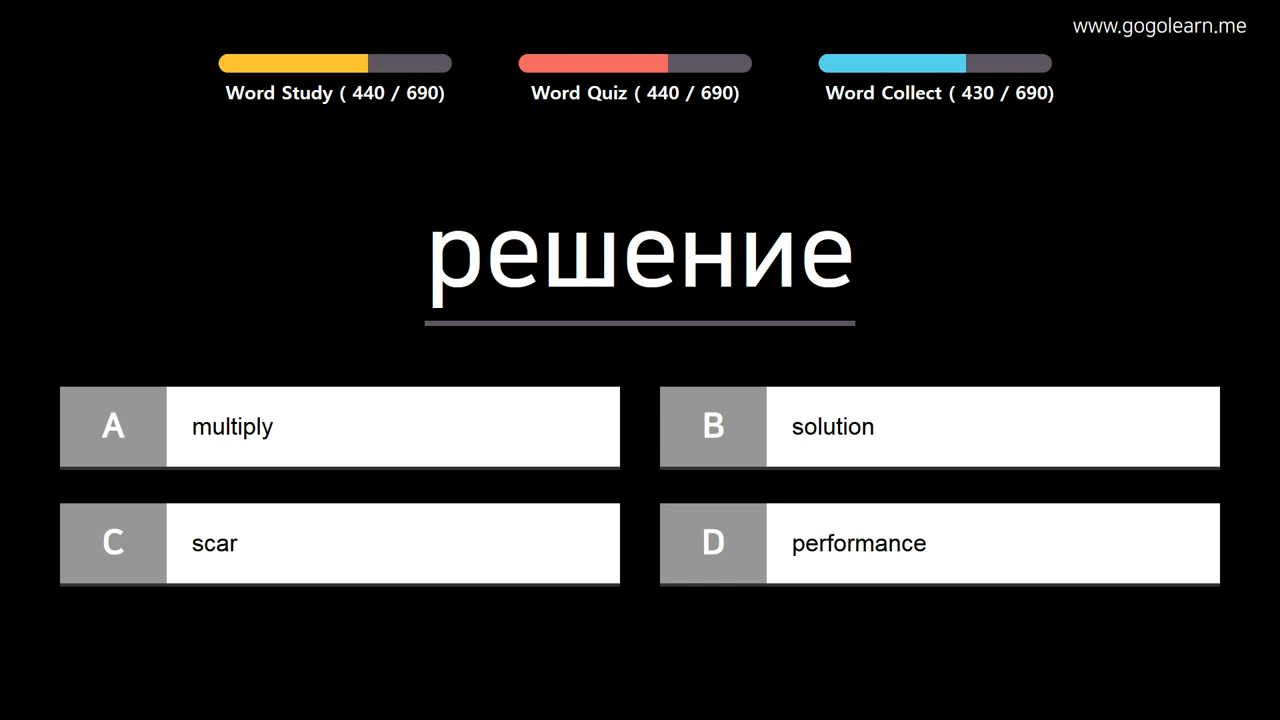 www.gogolearn.me
Word Study ( 440 / 690)
Word Quiz ( 440 / 690)
Word Collect ( 430 / 690)
решение
A multiply
B solution
C scar
D performance